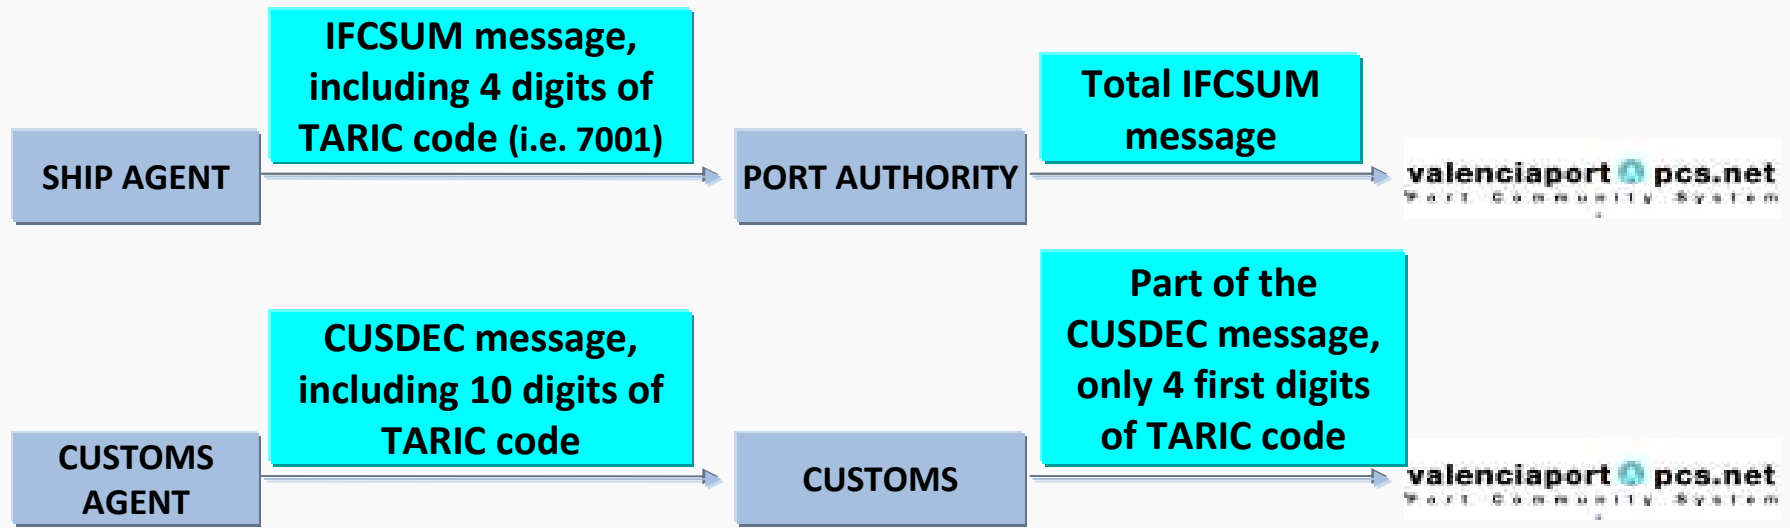 IFCSUM message,
including 4 digits of
TARIC code (i.e. 7001)
Total IFCSUM
message
SHIP AGENT
PORT AUTHORITY
valenciaport pcs.net
Port Community System
CUSDEC message,
including 10 digits of
TARIC code
Part of the
CUSDEC message,
only 4 first digits
of TARIC code
CUSTOMS
AGENT
CUSTOMS
valenciaport pcs.net
Port Community System